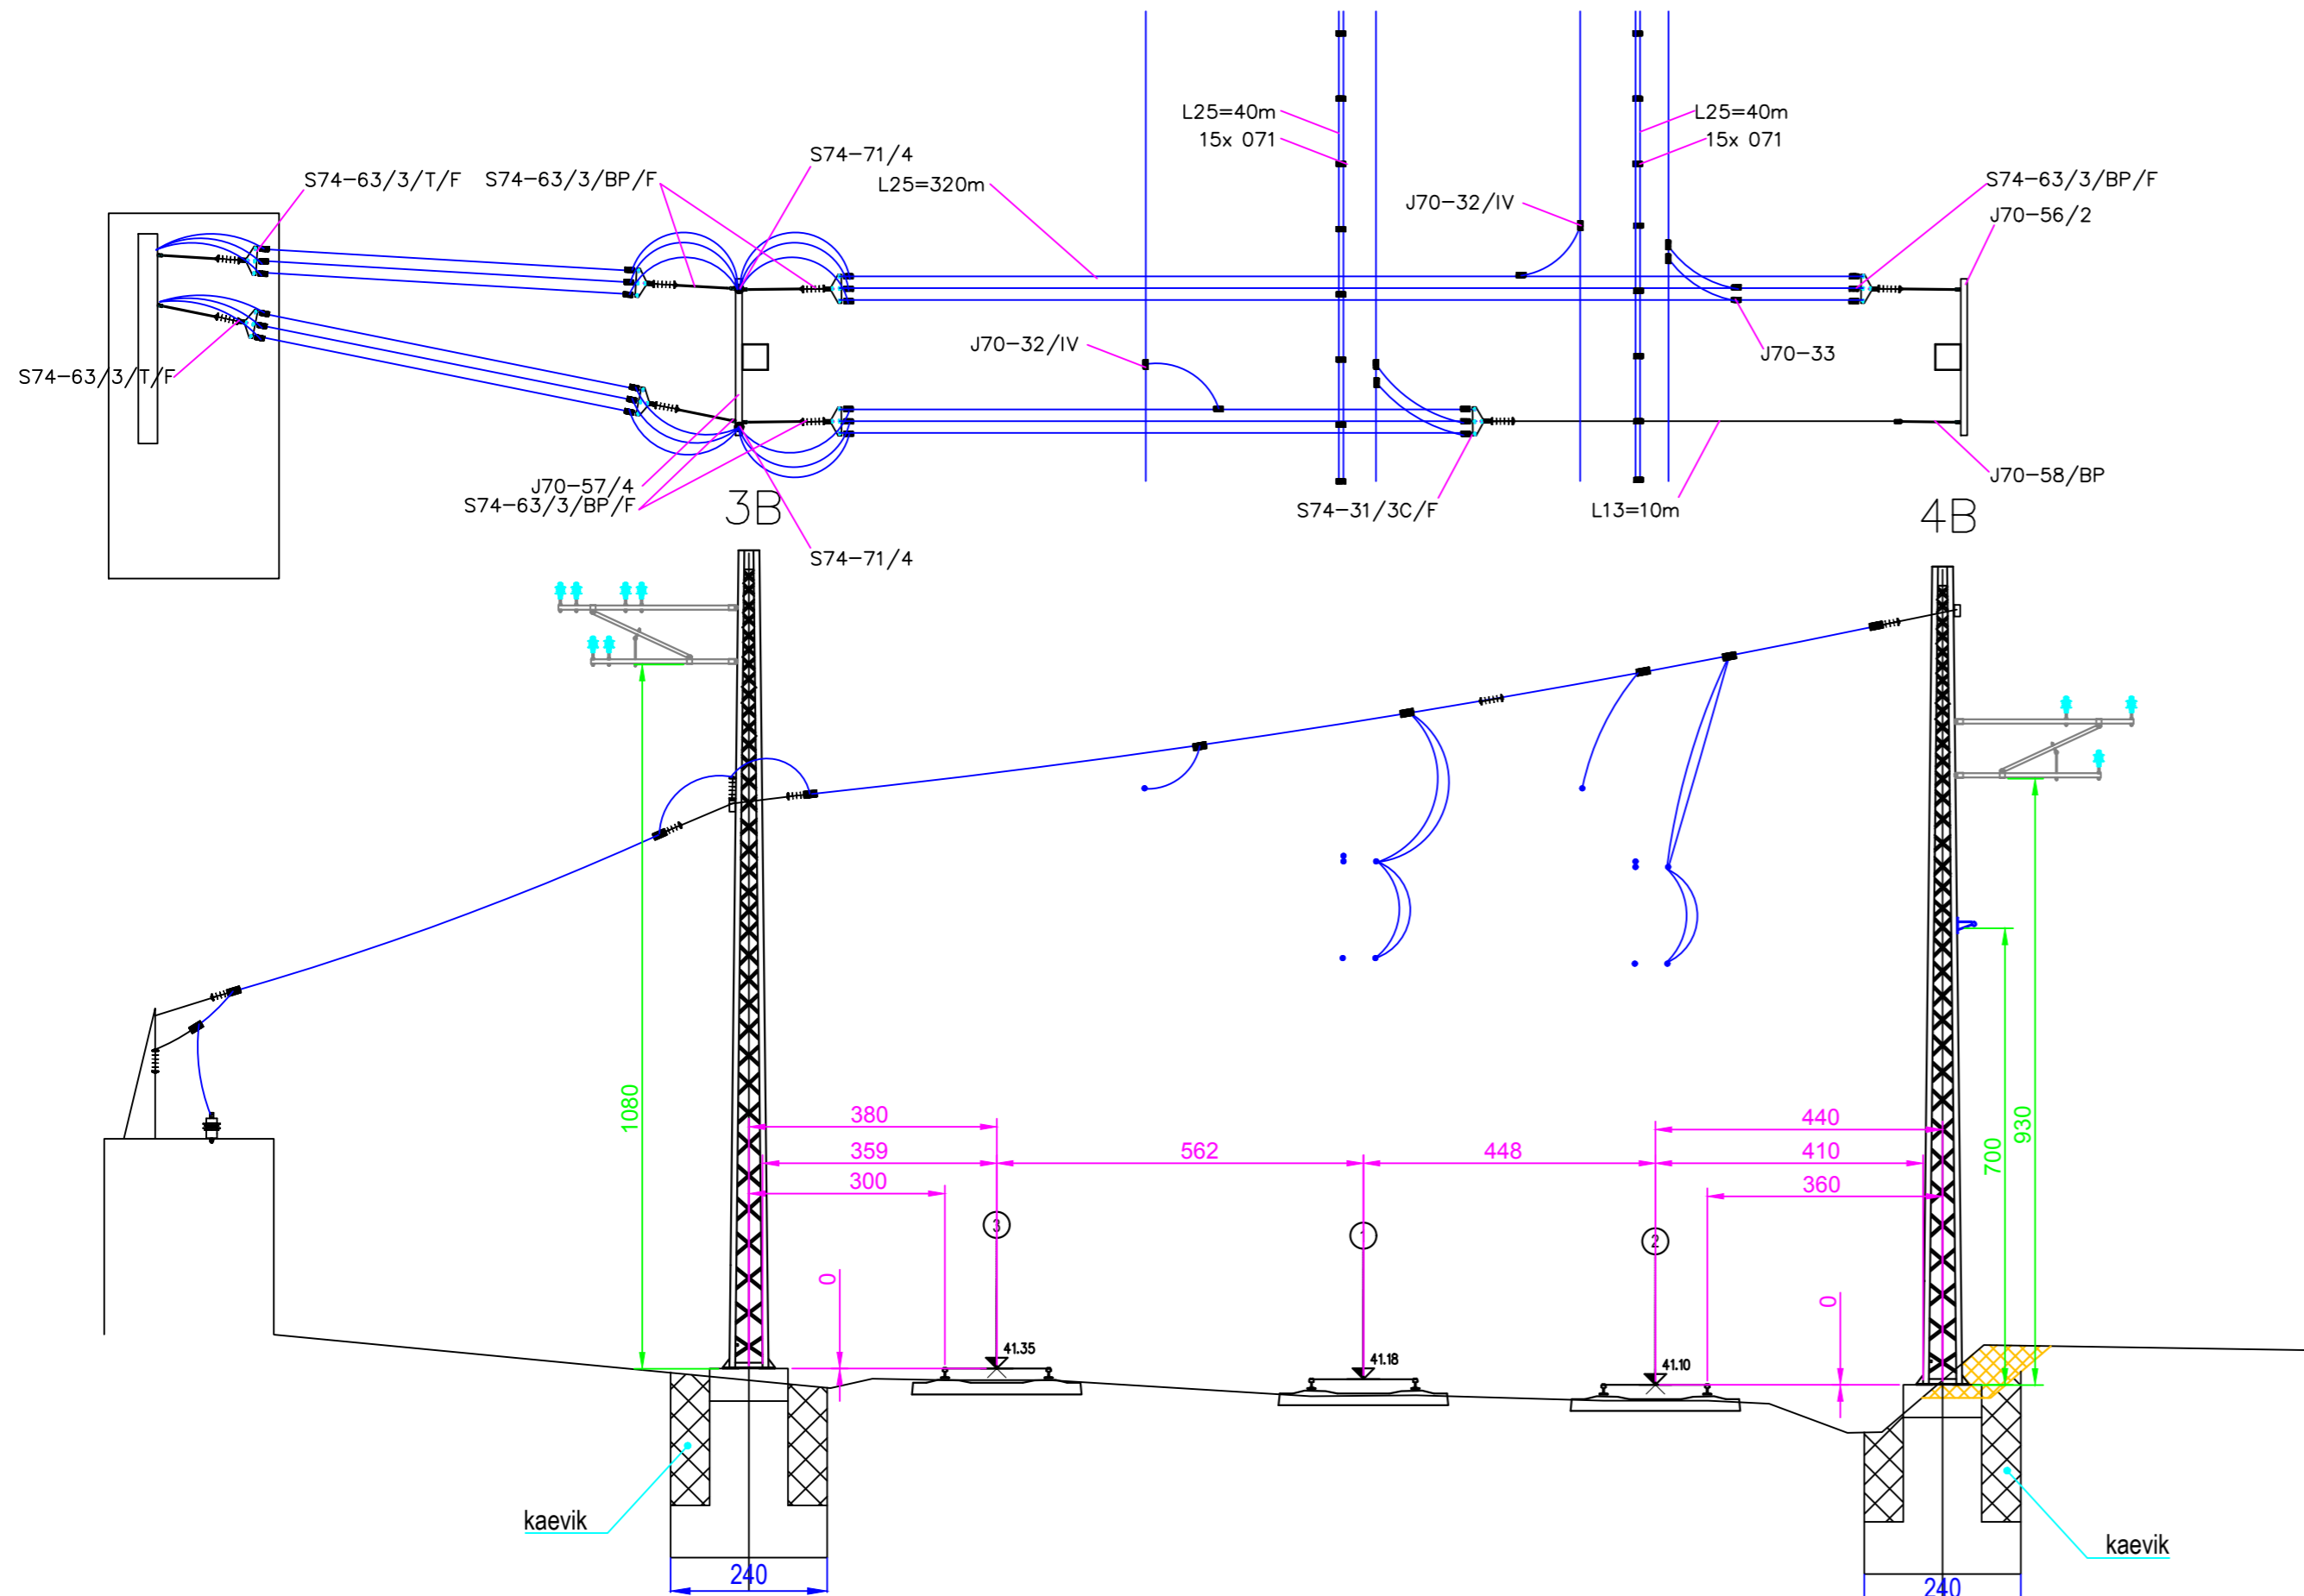 L25=40m
15x 071
L25=40m
15x 071
S74-71/4
S74-63/3/T/F
S74-63/3/BP/F
L25=320m
J70-32/IV
S74-63/3/BP/F
J70-56/2
J70-32/IV
J70-33
S74-63/3/T/F
J70-57/4
S74-63/3/BP/F
3B
S74-31/3C/F
L13=10m
J70-58/BP
4B
S74-71/4
1080
380
359
300
562
448
440
410
360
700
930
3
1
2
0
41.35
41.18
41.10
0
kaevik
kaevik
240
240